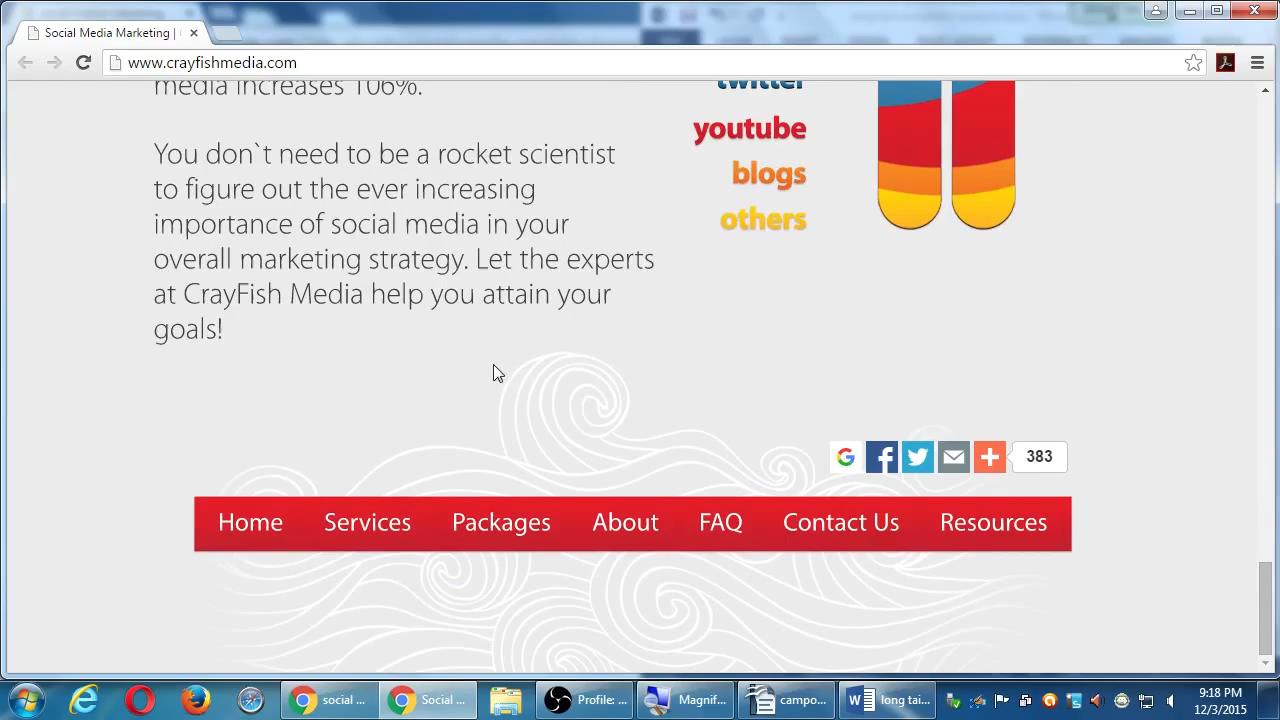 Social Media Marketing | 
www.crayfishmedia.com
media increases 106%.
You don`t need to be a rocket scientist
to figure out the ever increasing
importance of social media in your
overall marketing strategy. Let the experts
at CrayFish Media help you attain your
goals!
twitter
youtube
blogs
others
383
Home Services Packages About FAQ Contact Us Resources
social ... Social ... Profile: ... Magnif... campo... long tai...
9:18 PM
12/3/2015